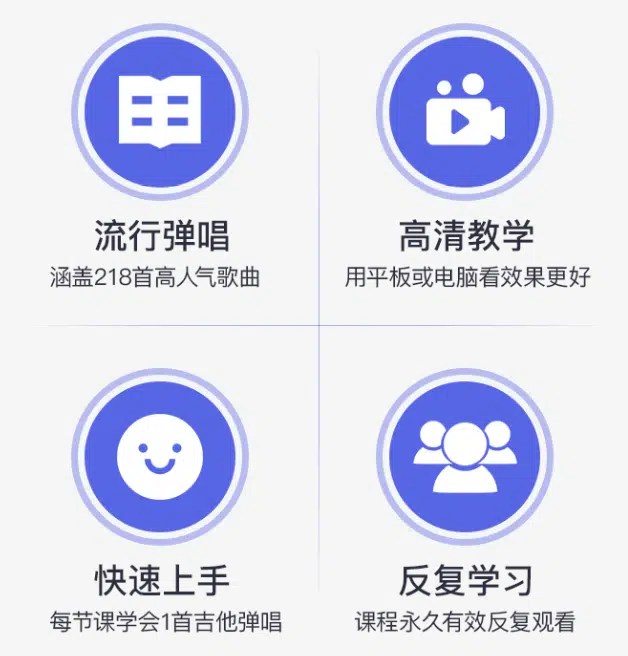 流行弹唱
涵盖218首高人气歌曲
高清教学
用平板或电脑看效果更好
快速上手
每节课学会1首吉他弹唱
反复学习
课程永久有效反复观看